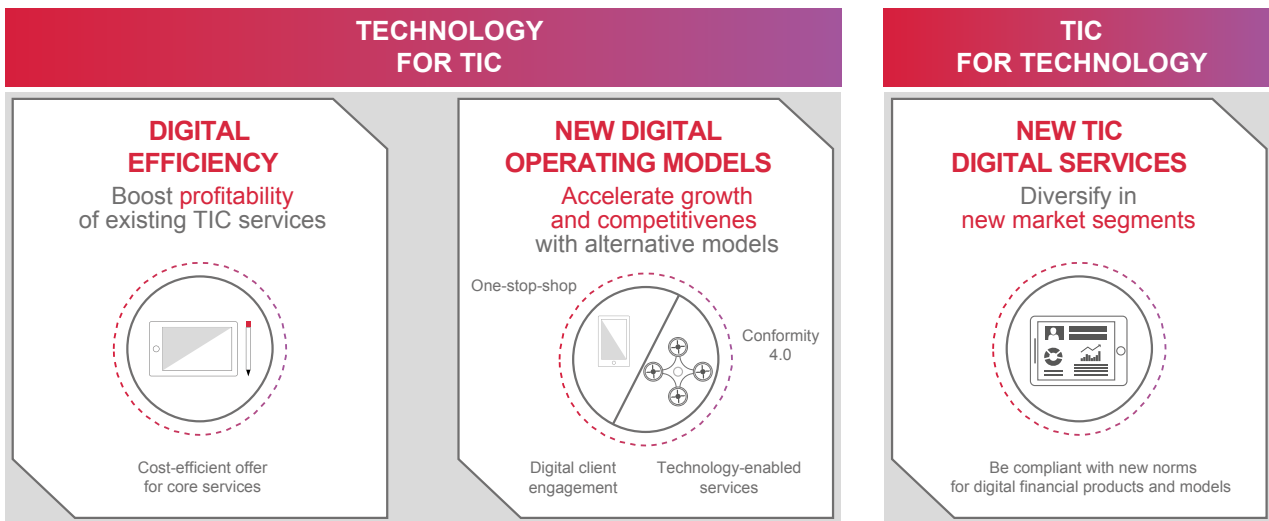 TECHNOLOGY
FOR TIC
DIGITAL
EFFICIENCY
Boost profitability
of existing TIC services
Cost-efficient offer
for core services
NEW DIGITAL
OPERATING MODELS
Accelerate growth
and competitivenes
with alternative models
One-stop-shop
Conformity
4.0
Digital client
engagement
Technology-enabled
services
TIC
FOR TECHNOLOGY
NEW TIC
DIGITAL SERVICES
Diversify in
new market segments
Be compliant with new norms
for digital financial products and models